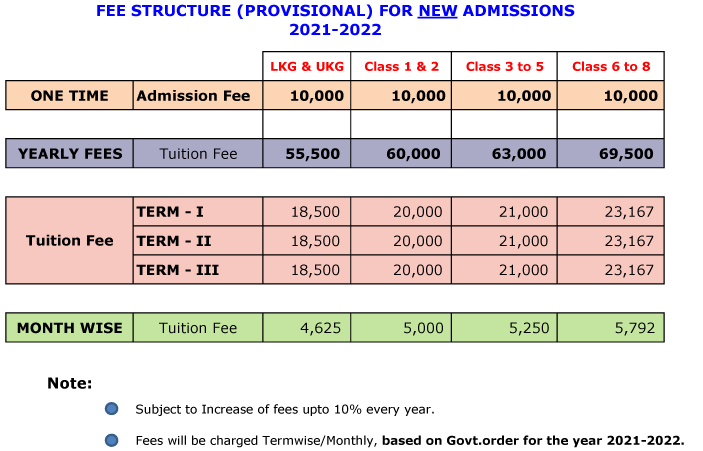 FEE STRUCTURE (PROVISIONAL) FOR NEW ADMISSIONS
2021-2022
LKG & UKG Class 1 & 2 Class 3 to 5 Class 6 to 8
ONE TIME Admission Fee 10,000 10,000 10,000 10,000
YEARLY FEES Tuition Fee 55,500 60,000 63,000 69,500
TERM - I 18,500 20,000 21,000 23,167
Tuition Fee TERM - II 18,500 20,000 21,000 23,167
TERM - III 18,500 20,000 21,000 23,167
MONTH WISE Tuition Fee 4,625 5,000 5,250 5,792
Note:
Subject to Increase of fees upto 10% every year.
Fees will be charged Termwise/Monthly, based on Govt.order for the year 2021-2022.